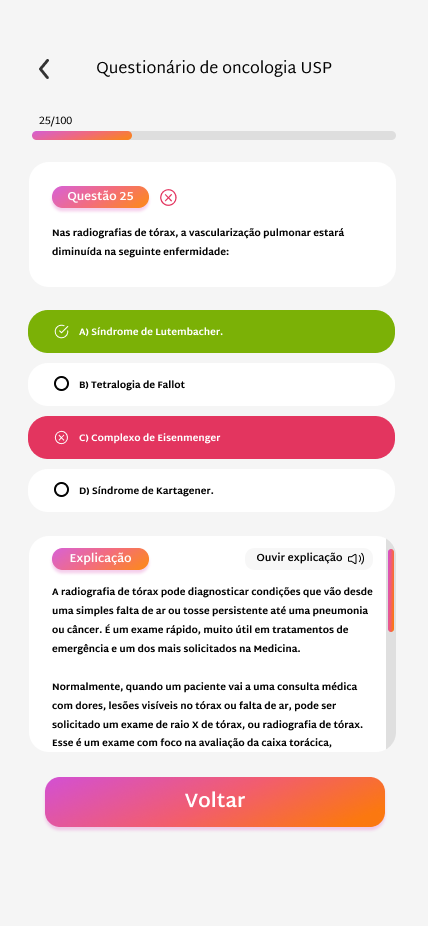 Questionário de oncologia USP
25/100
Questão 25
Nas radiografias de tórax, a vascularização pulmonar estará
diminuída na seguinte enfermidade:
A) Síndrome de Lutembacher.
B) Tetralogia de Fallot
C) Complexo de Eisenmenger
D) Síndrome de Kartagener.
Explicação
Ouvir explicação
A radiografia de tórax pode diagnosticar condições que vão desde
uma simples falta de ar ou tosse persistente até uma pneumonia
ou câncer. É um exame rápido, muito útil em tratamentos de
emergência e um dos mais solicitados na Medicina.
Normalmente, quando um paciente vai a uma consulta médica
com dores, lesões visíveis no tórax ou falta de ar, pode ser
solicitado um exame de raio X de tórax, ou radiografia de tórax.
Esse é um exame com foco na avaliação da caixa torácica,
Voltar